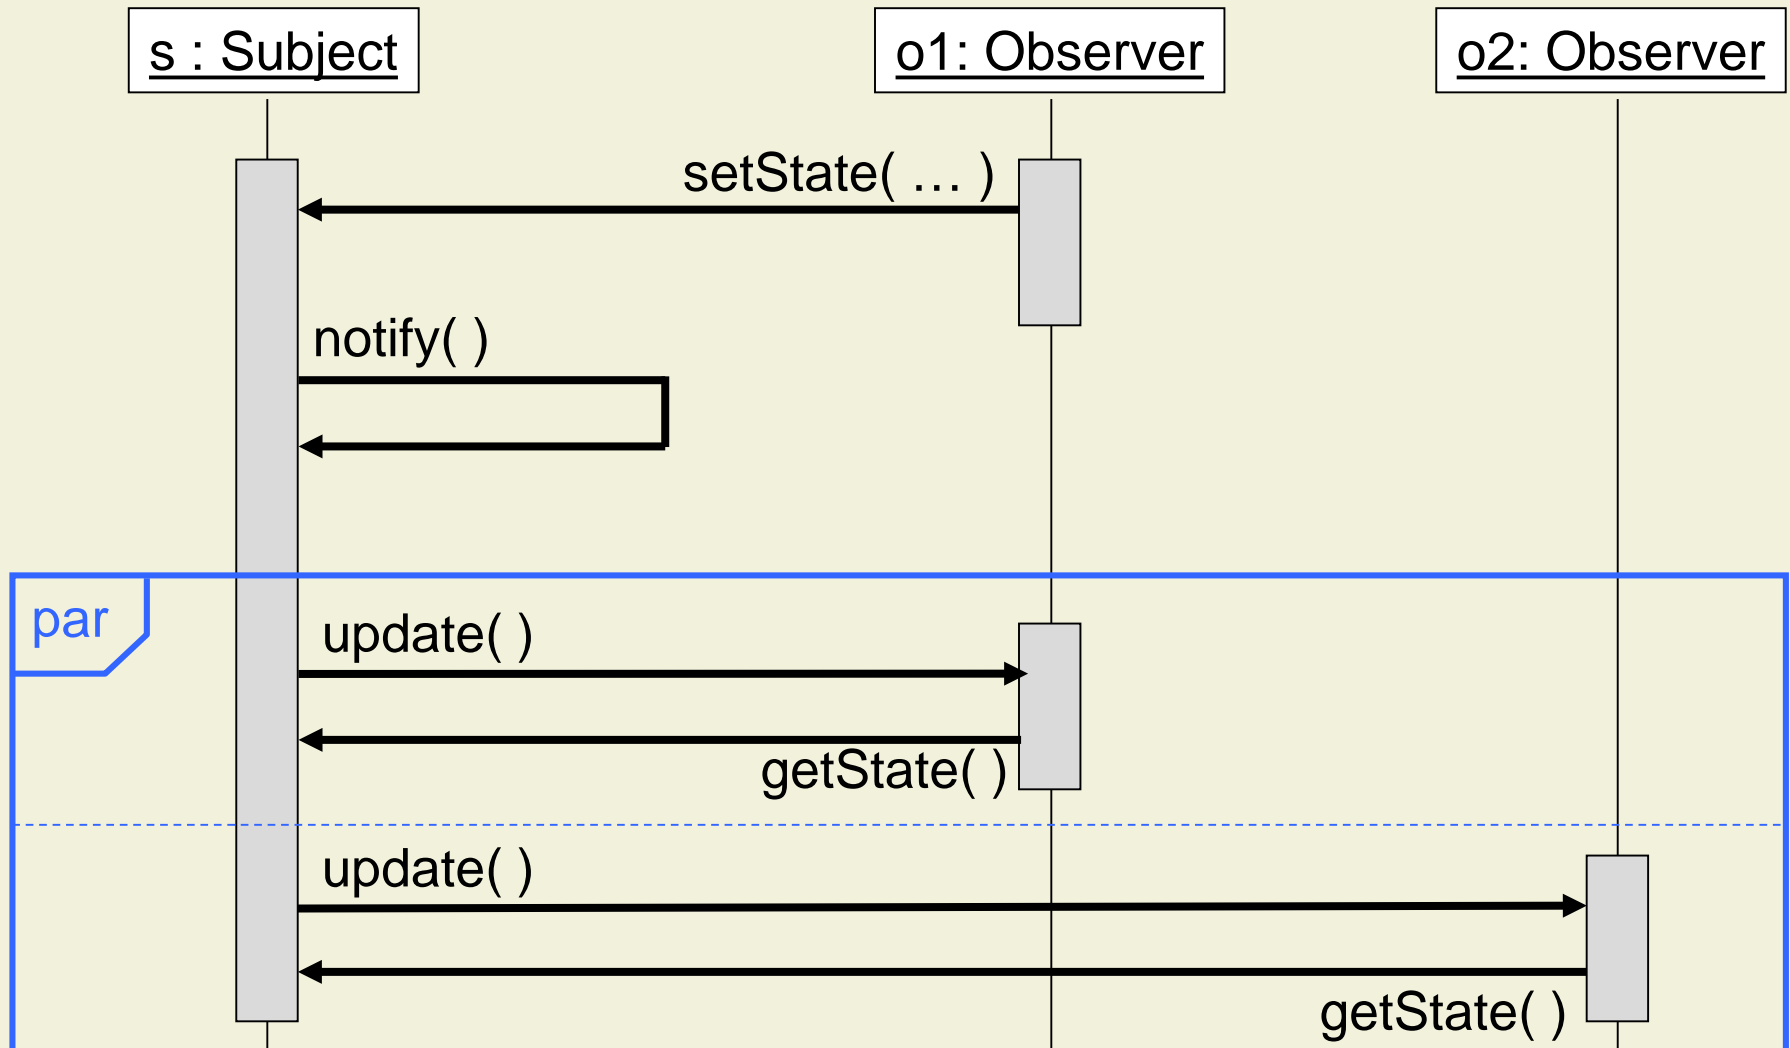 s : Subject
o1: Observer
o2: Observer
setState( … )
notify( )
par
update( )
getState( )
update( )
getState( )